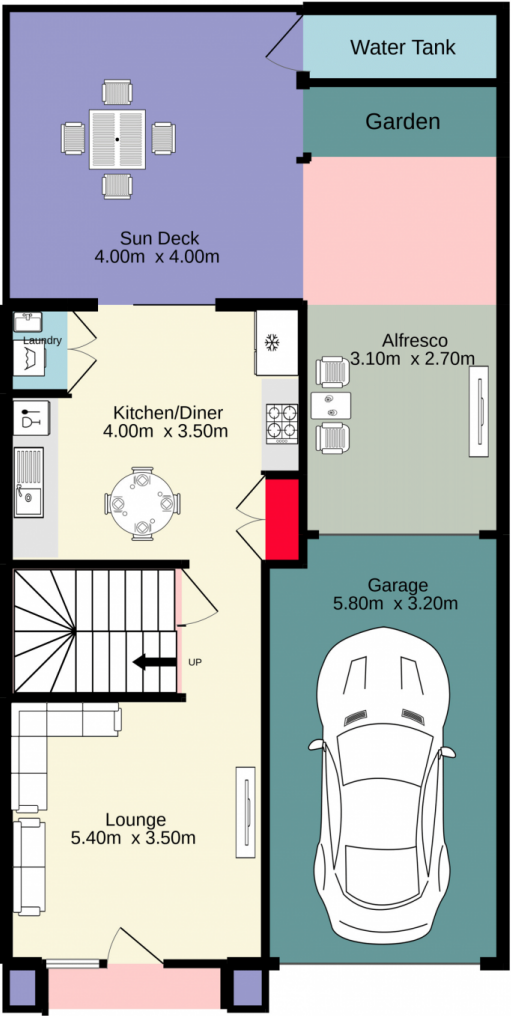 Water Tank
Garden
Sun Deck
4.00m x 4.00m
Laundry
Alfresco
3.10m x 2.70m
Kitchen/Diner
4.00m x 3.50m
Garage
5.80m x 3.20m
UP
Lounge
5.40m x 3.50m